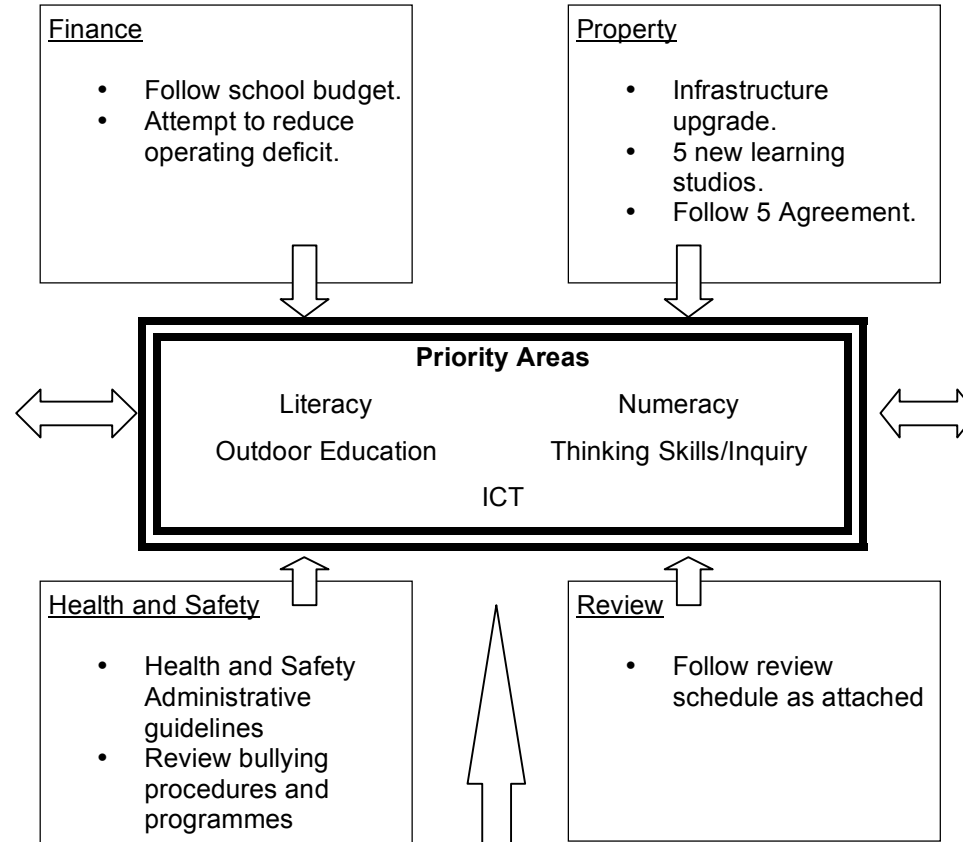 Finance
• Follow school budget.
• Attempt to reduce
operating deficit.
Property
• Infrastructure
upgrade.
• 5 new learning
studios.
• Follow 5 Agreement.
Priority Areas
Literacy Numeracy
Outdoor Education Thinking Skills/Inquiry
ICT
Health and Safety
• Health and Safety
Administrative
guidelines
• Review bullying
procedures and
programmes
Review
• Follow review
schedule as attached